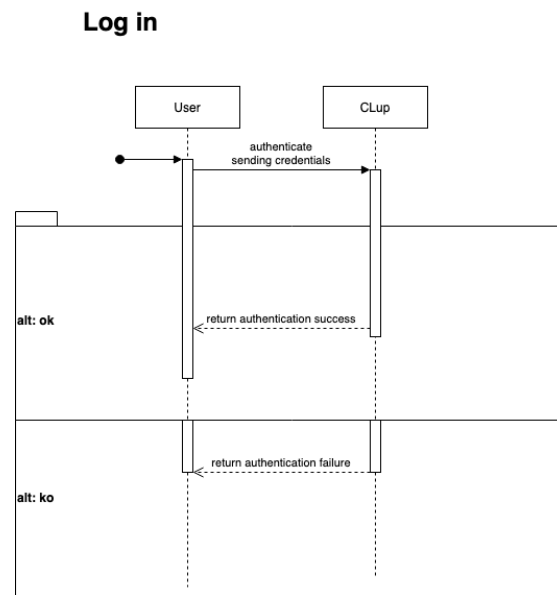 Log in
User
CLup
authenticate
sending credentials
return authentication success
alt: ok
return authentication failure
alt: ko